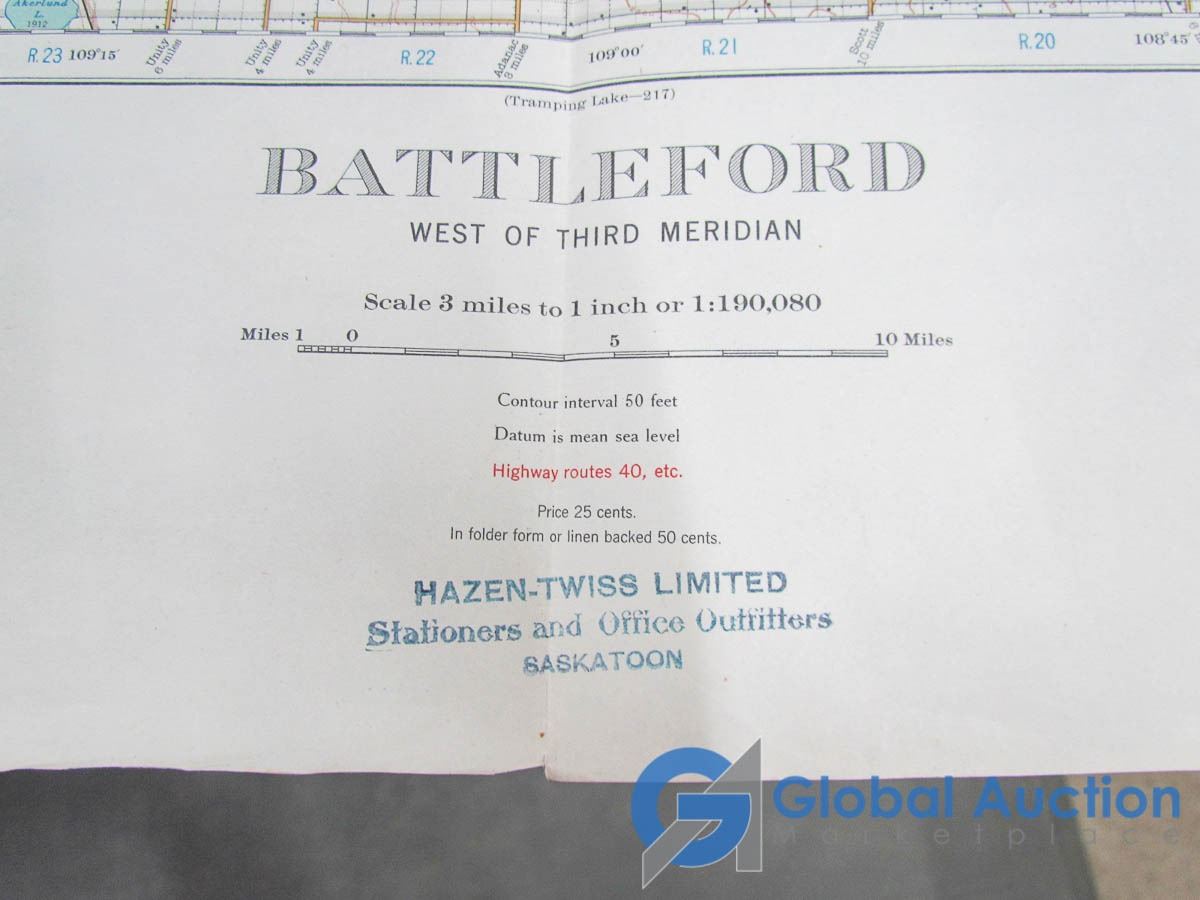 Akerlund
L.
1912
R.23 109°15′ Unity 6 miles Unity 4 miles Unity 4 miles R.22 Adanac 8 miles 109°00′ R.21 Scott 10 miles R.20 108°45′
(Tramping Lake—217)
BATTLEFORD
WEST OF THIRD MERIDIAN
Scale 3 miles to 1 inch or 1:190,080
Miles 1 0 5 10 Miles
Contour interval 50 feet
Datum is mean sea level
Highway routes 40, etc.
Price 25 cents.
In folder form or linen backed 50 cents.
HAZEN-TWISS LIMITED
Stationers and Office Outfitters
SASKATOON
Global Auction
Marketplace